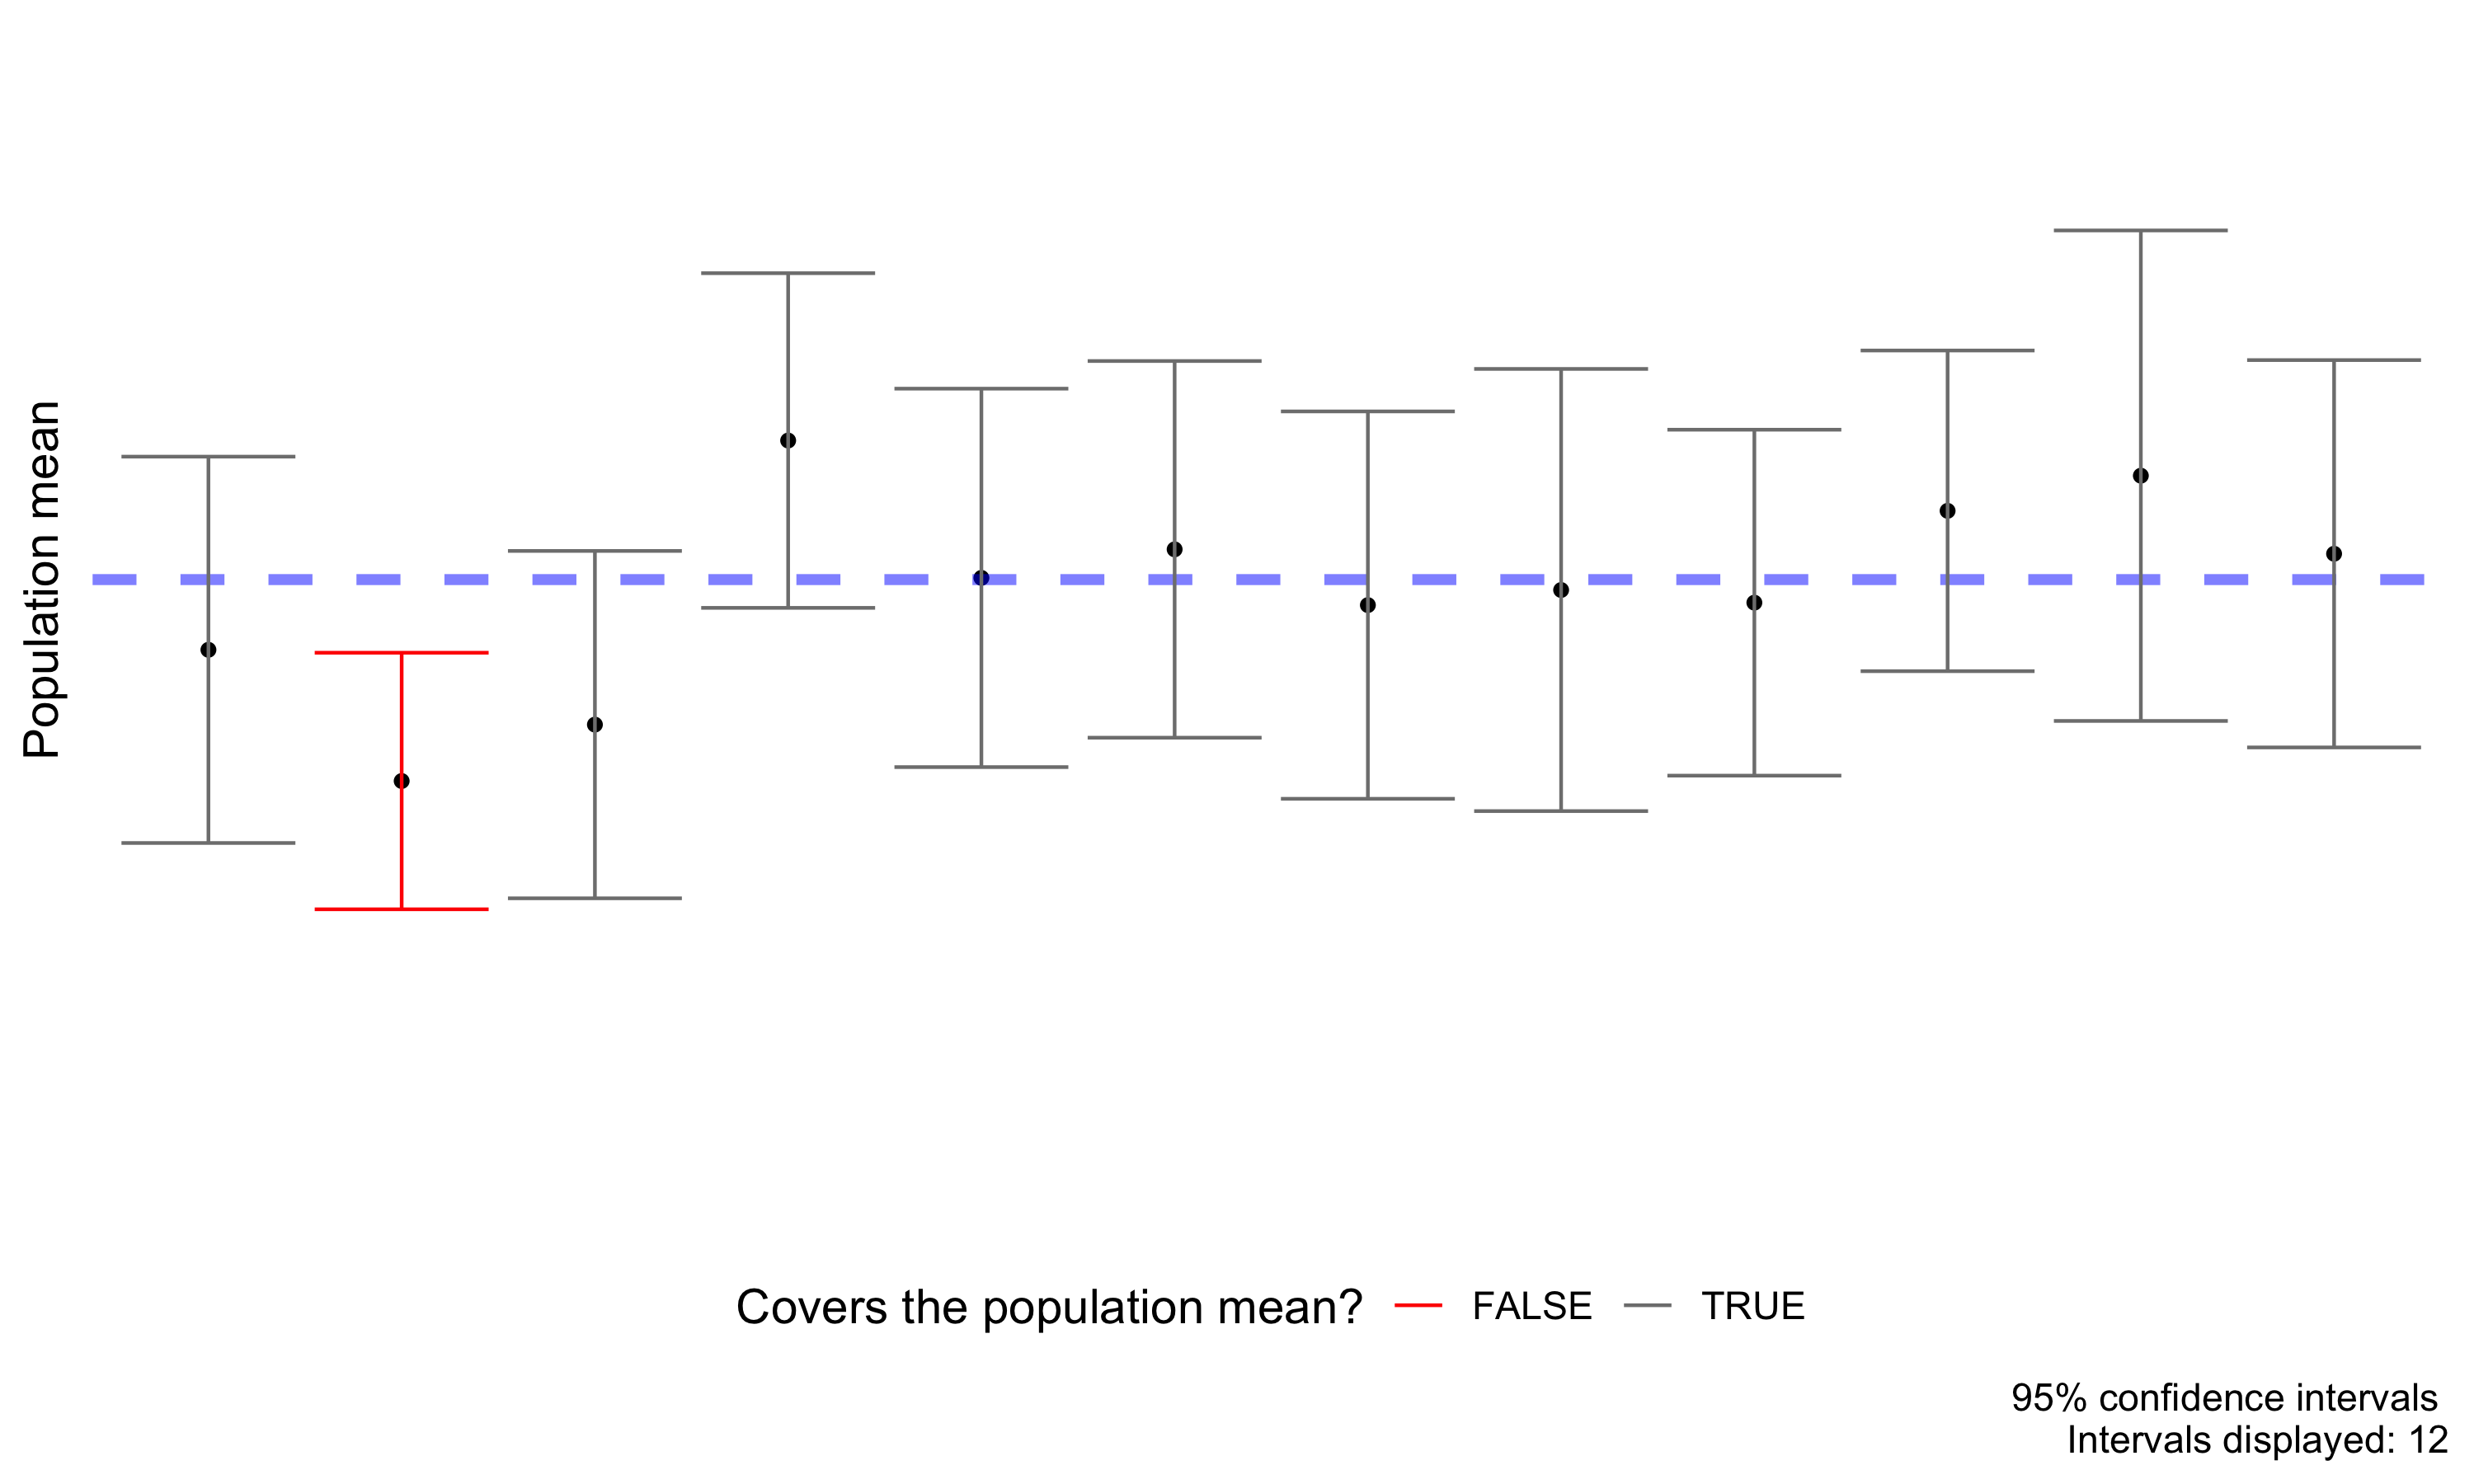 Population mean
Covers the population mean? FALSE TRUE
95% confidence intervals
Intervals displayed: 12